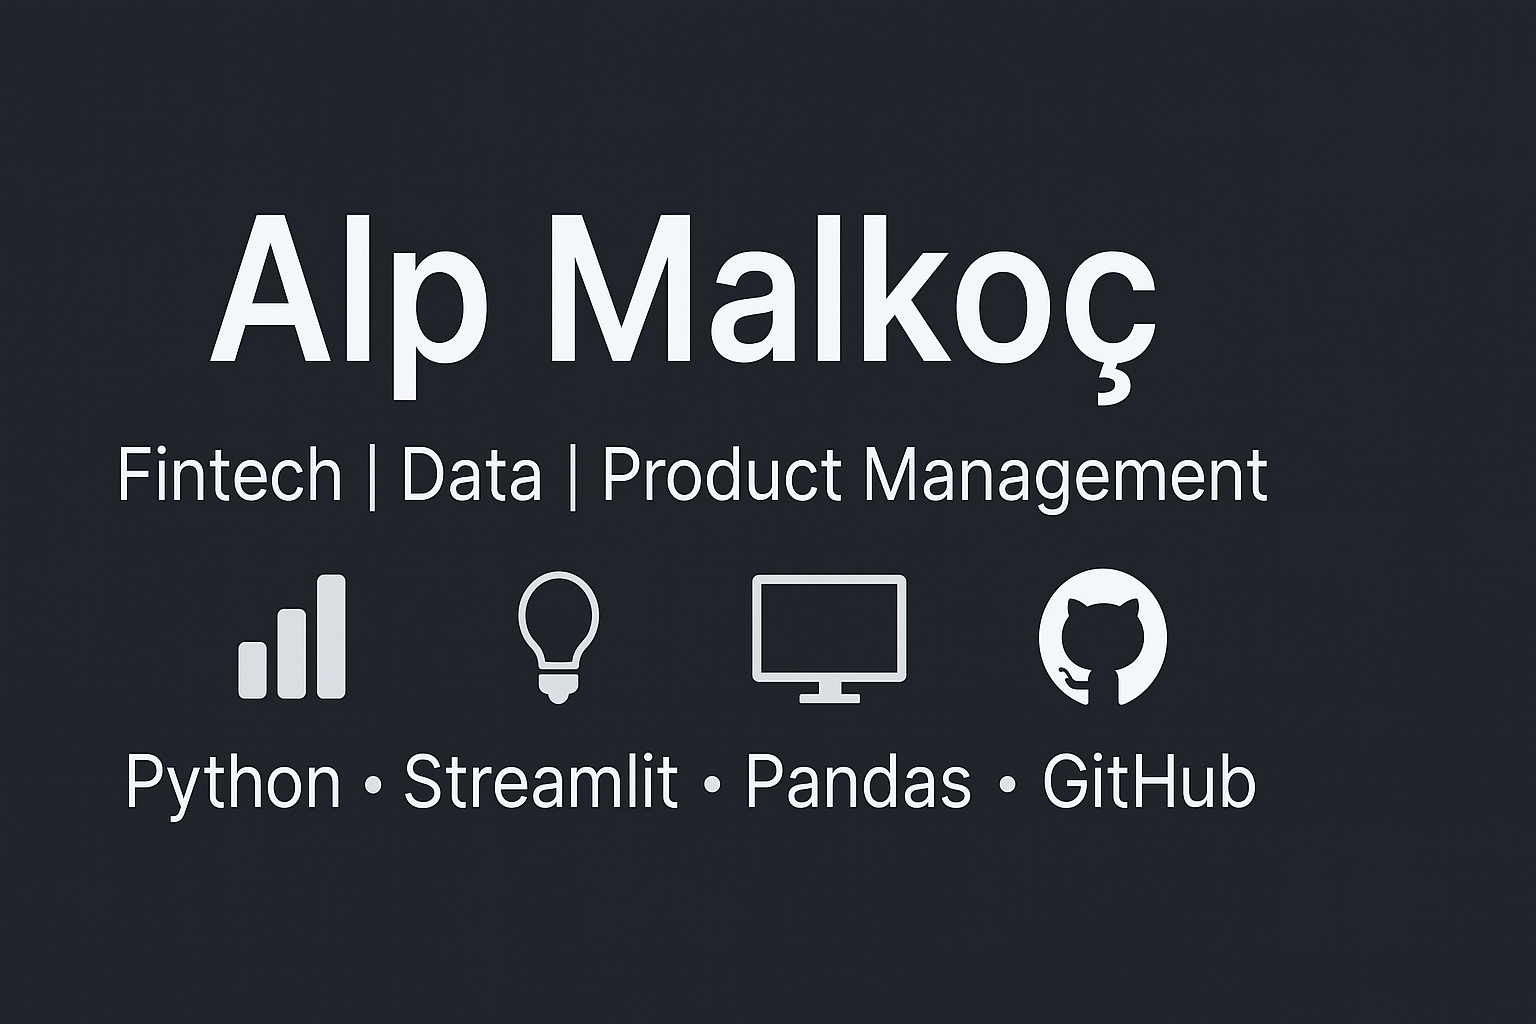 Alp Malkoç
Fintech | Data | Product Management
Python • Streamlit • Pandas • GitHub